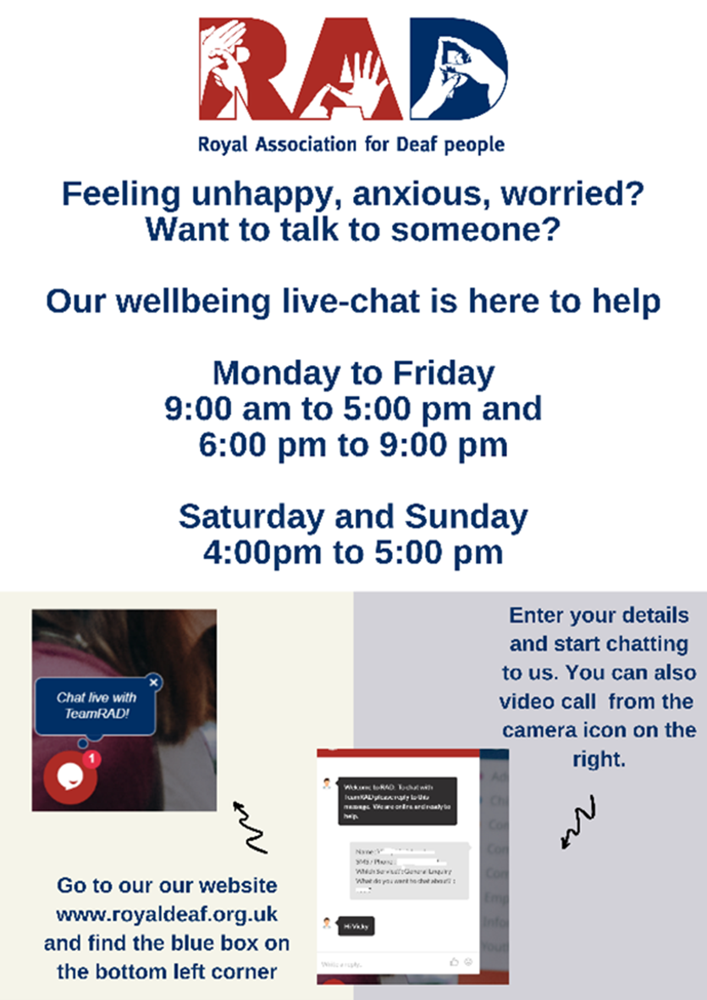 RAD
Royal Association for Deaf people
Feeling unhappy, anxious, worried?
Want to talk to someone?
Our wellbeing live-chat is here to help
Monday to Friday
9:00 am to 5:00 pm and
6:00 pm to 9:00 pm
Saturday and Sunday
4:00pm to 5:00 pm
Chat live with
TeamRAD!
1
Go to our our website
www.royaldeaf.org.uk
and find the blue box on
the bottom left corner
Enter your details
and start chatting
to us. You can also
video call from the
camera icon on the
right.
Welcome to RAD. To chat with
TeamRAD please reply to this
message. We are online and ready to
help.
Name:
SMS / Phone:
Which Service?: General Enquiry
What do you want to chat about?:
Hi Vicky
Write a reply..